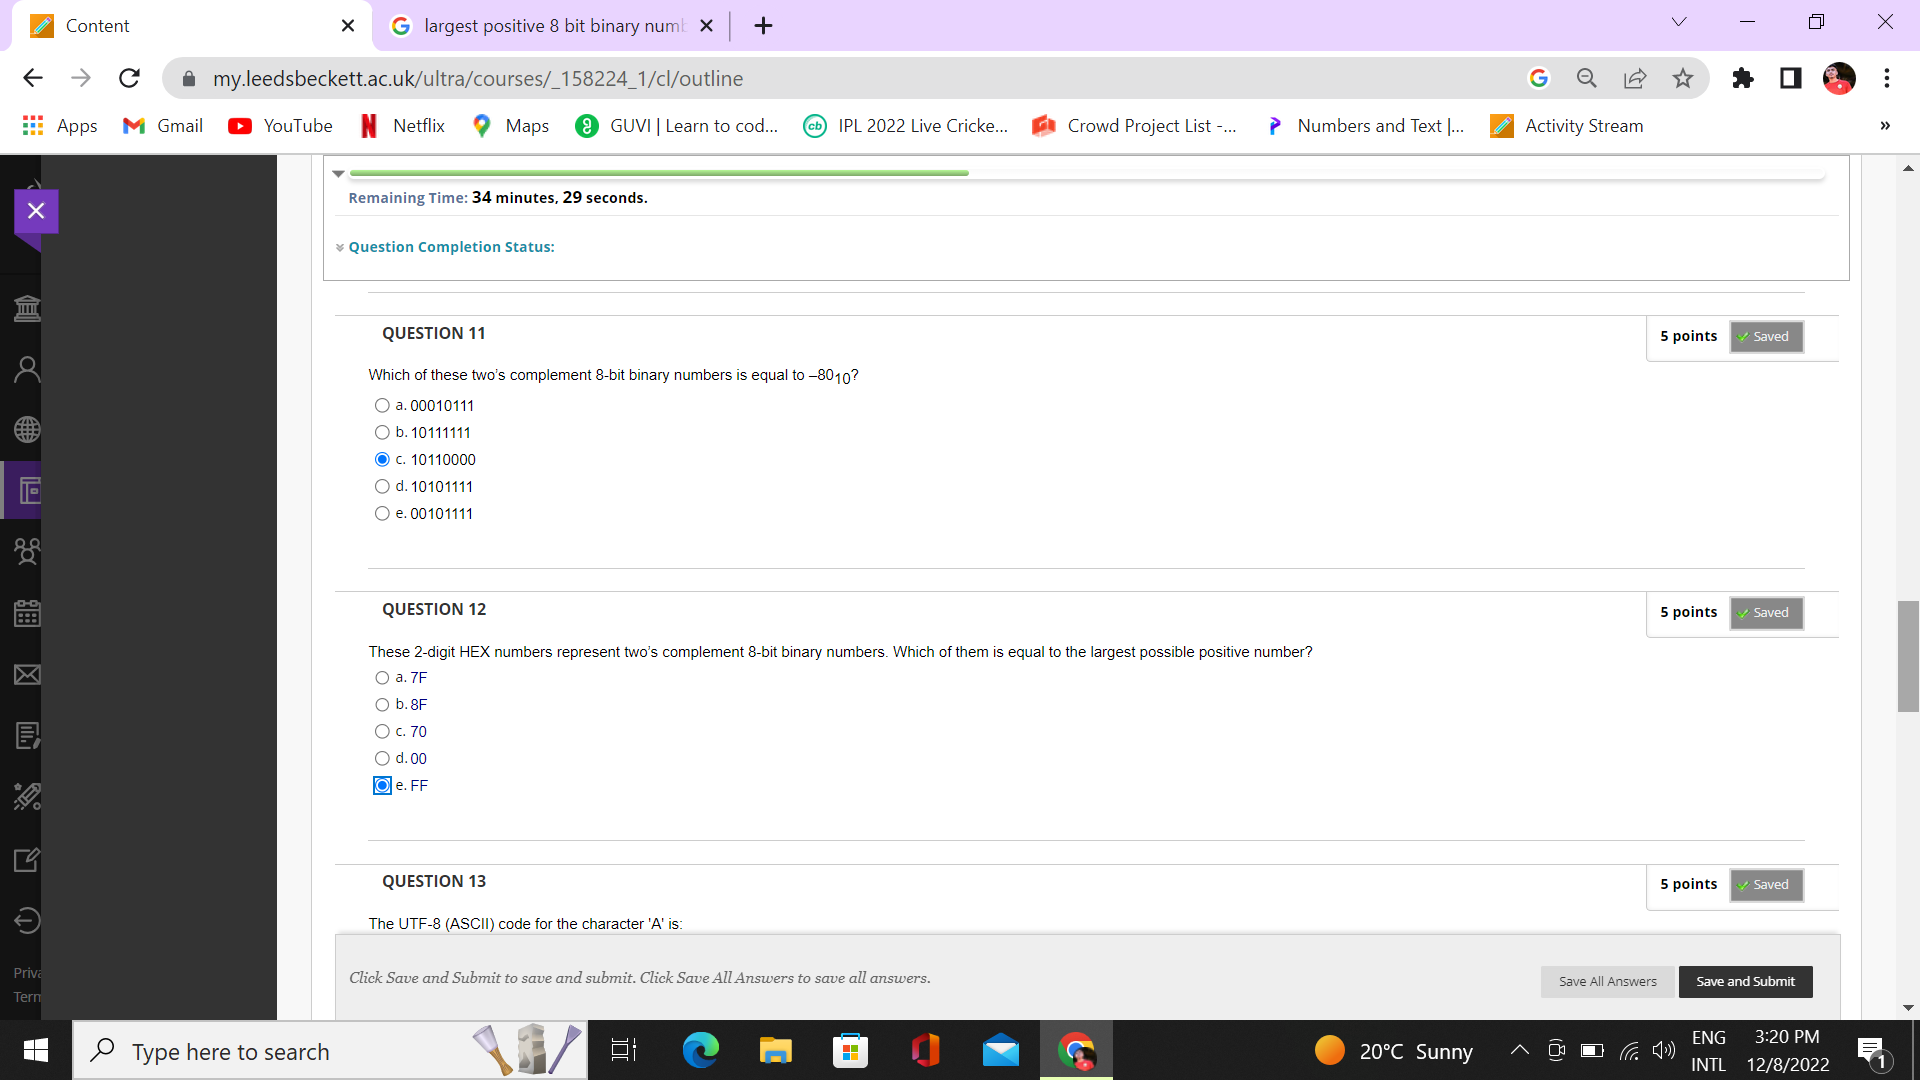 Content
largest positive 8 bit binary numb
my.leedsbeckett.ac.uk/ultra/courses/_158224_1/cl/outline
Apps
Gmail
YouTube
Netflix
Maps
GUVI | Learn to cod...
IPL 2022 Live Cricke...
Crowd Project List -...
Numbers and Text |...
Activity Stream
»
Remaining Time: 34 minutes, 29 seconds.
Question Completion Status:
QUESTION 11
5 points
Saved
Which of these two's complement 8-bit binary numbers is equal to –8010?
a. 00010111
b. 10111111
c. 10110000
d. 10101111
e. 00101111
QUESTION 12
5 points
Saved
These 2-digit HEX numbers represent two's complement 8-bit binary numbers. Which of them is equal to the largest possible positive number?
a. 7F
b. 8F
c. 70
d. 00
e. FF
QUESTION 13
5 points
Saved
The UTF-8 (ASCII) code for the character 'A' is:
Click Save and Submit to save and submit. Click Save All Answers to save all answers.
Save All Answers
Save and Submit
Priva
Term
Type here to search
20°C Sunny
ENG
INTL
3:20 PM
12/8/2022
1